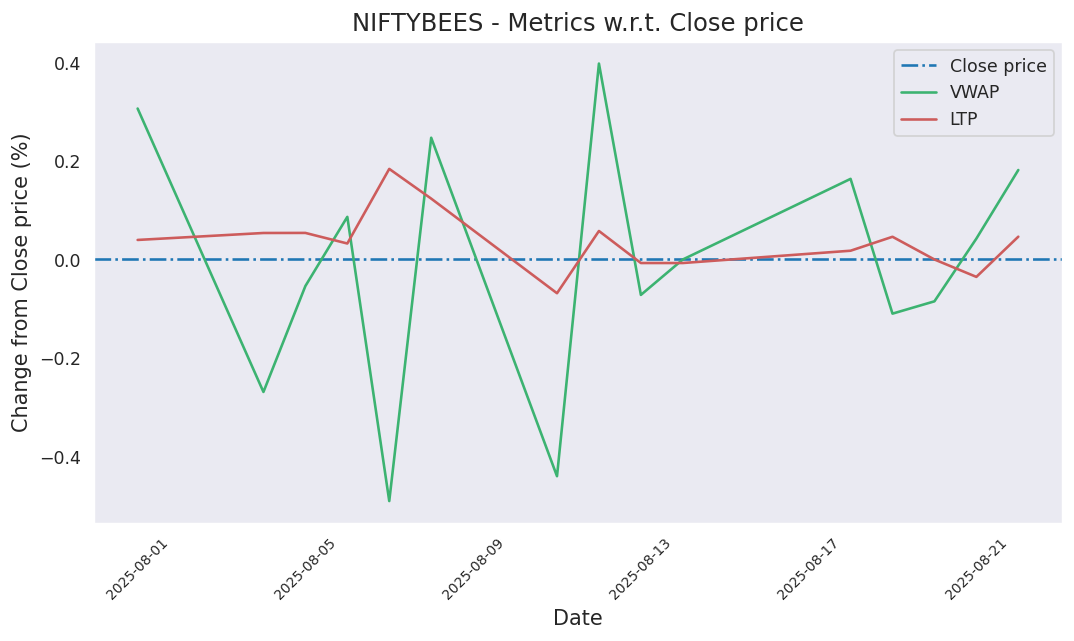 NIFTYBEES - Metrics w.r.t. Close price
Change from Close price (%)
0.4
0.2
0.0
−0.2
−0.4
Close price
VWAP
LTP
2025-08-01
2025-08-05
2025-08-09
2025-08-13
2025-08-17
2025-08-21
Date